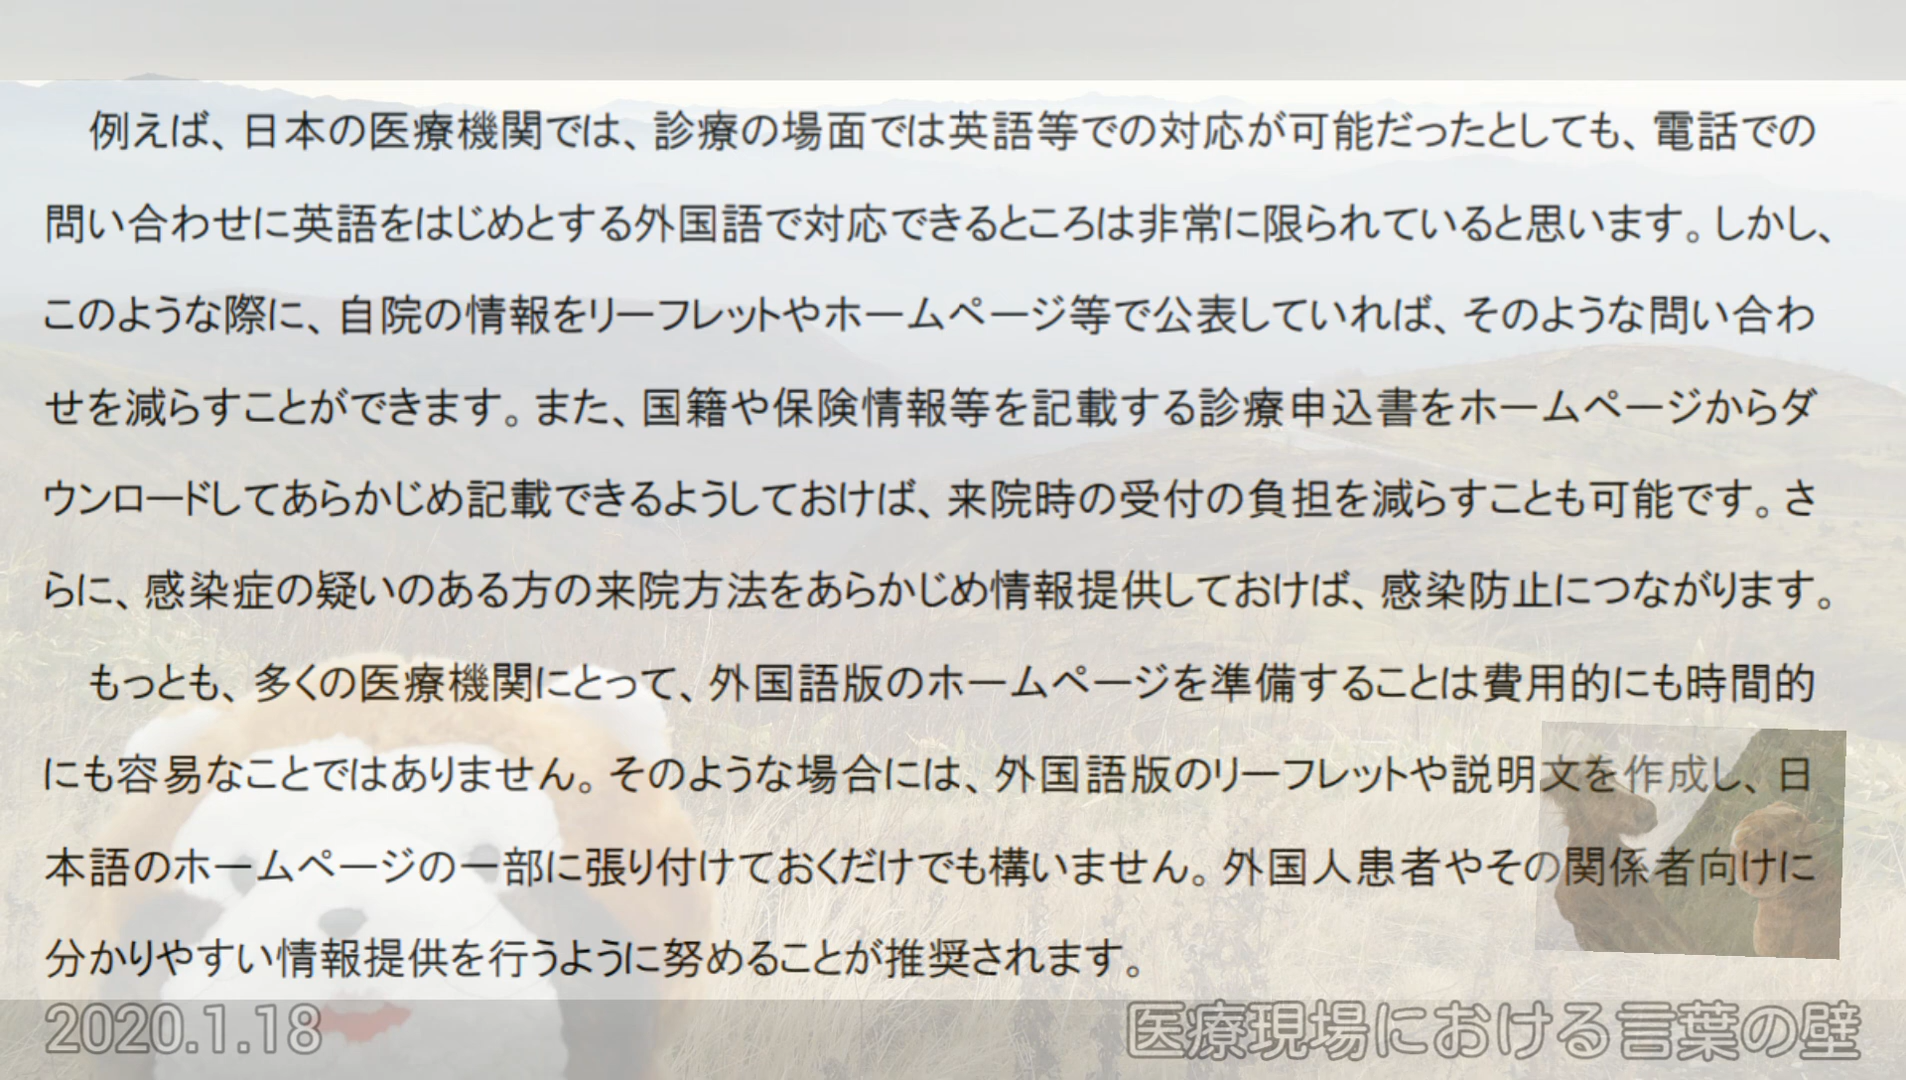 例えば、日本の医療機関では、診療の場面では英語等での対応が可能だったとしても、電話での
問い合わせに英語をはじめとする外国語で対応できるところは非常に限られていると思います。しかし、
このような際に、自院の情報をリーフレットやホームページ等で公表していれば、そのような問い合わ
せを減らすことができます。また、国籍や保険情報等を記載する診療申込書をホームページからダ
ウンロードしてあらかじめ記載できるようしておけば、来院時の受付の負担を減らすことも可能です。さ
らに、感染症の疑いのある方の来院方法をあらかじめ情報提供しておけば、感染防止につながります。
もっとも、多くの医療機関にとって、外国語版のホームページを準備することは費用的にも時間的
にも容易なことではありません。そのような場合には、外国語版のリーフレットや説明文を作成し、日
本語のホームページの一部に張り付けておくだけでも構いません。外国人患者やその関係者向けに
分かりやすい情報提供を行うように努めることが推奨されます。
2020.1.18
医療現場における言葉の壁